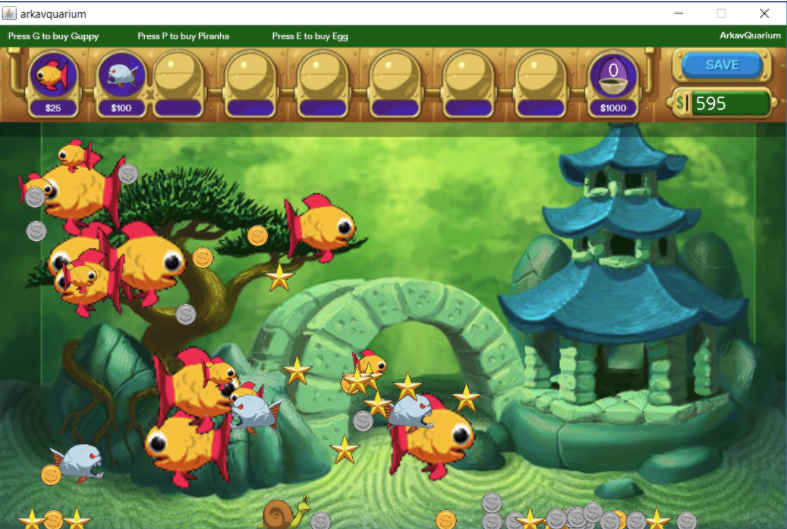 arkavquarium
Press G to buy Guppy Press P to buy Piranha Press E to buy Egg ArkavQuarium
0 SAVE
$25 $100 $1000 $ 595